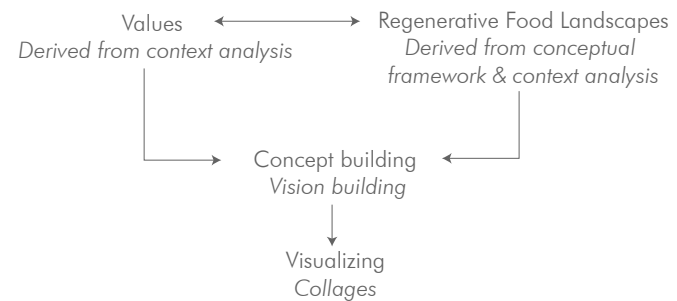 Values
Derived from context analysis
Regenerative Food Landscapes
Derived from conceptual
framework & context analysis
Concept building
Vision building
Visualizing
Collages